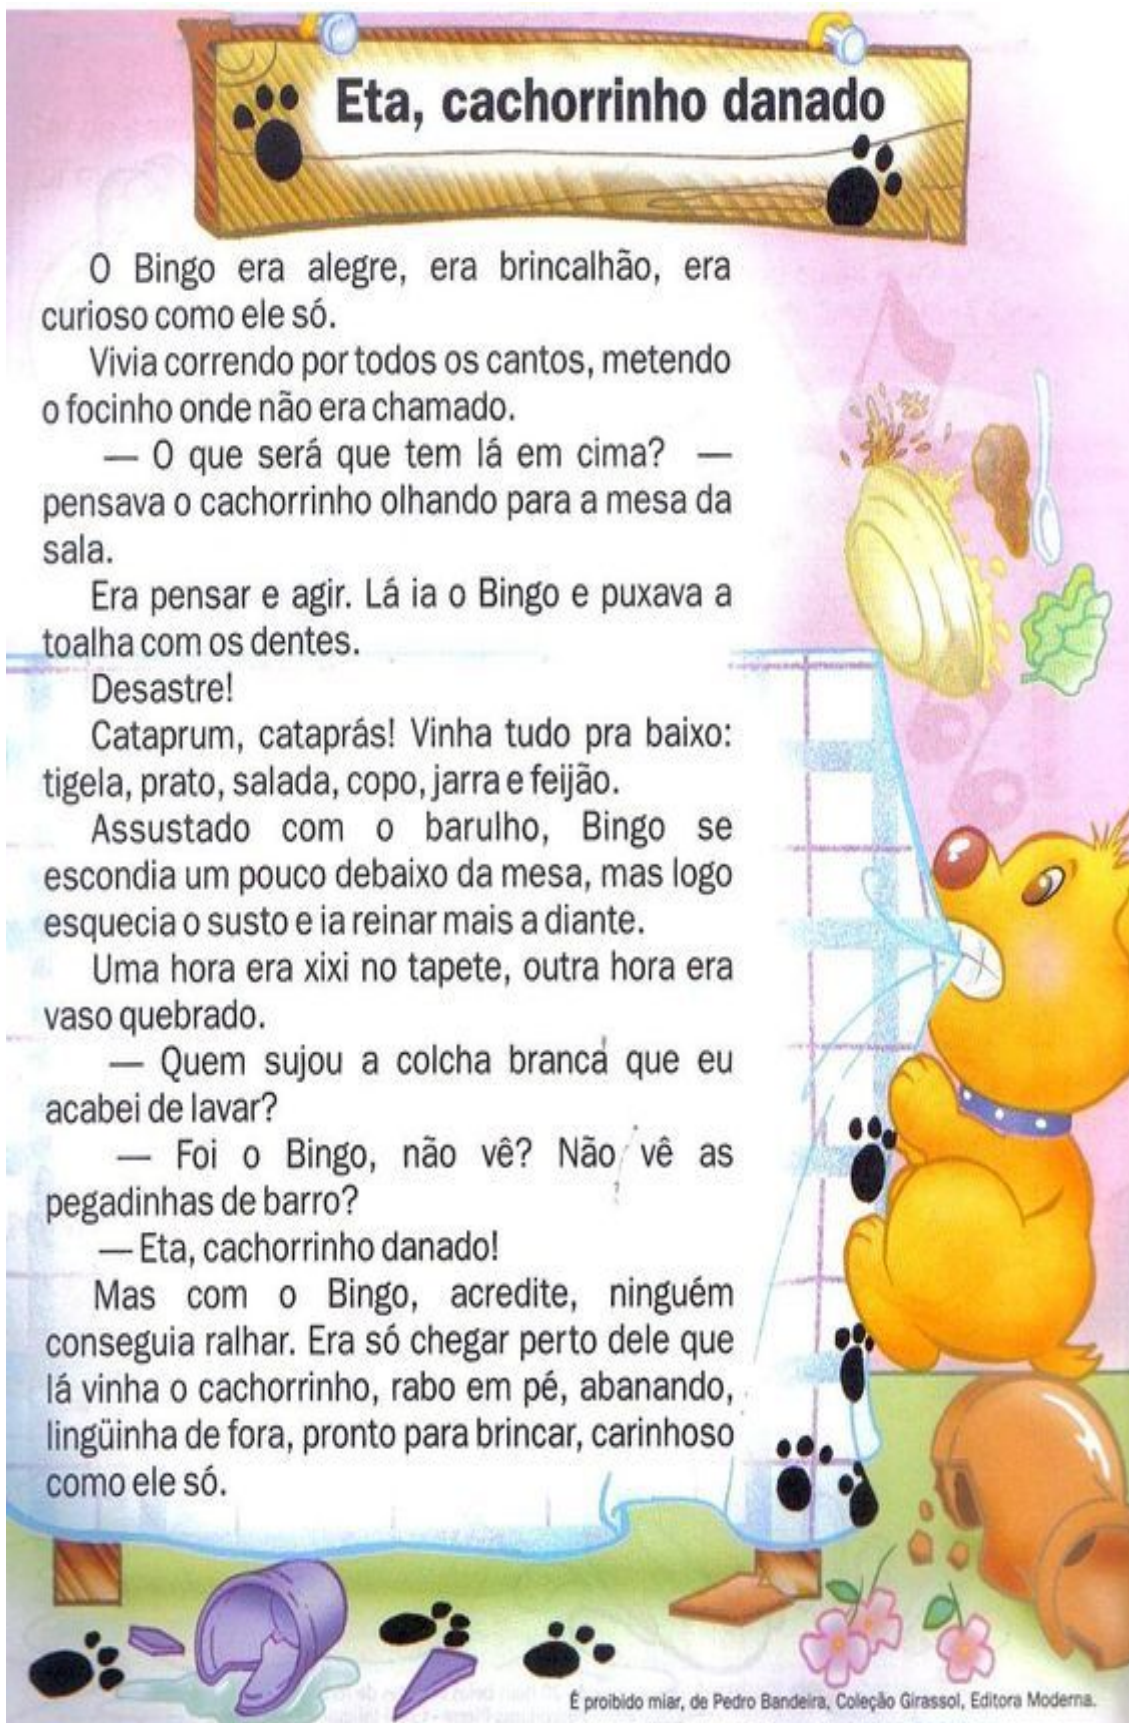 Eta, cachorrinho danado
O Bingo era alegre, era brincalhão, era
curioso como ele só.
Vivia correndo por todos os cantos, metendo
o focinho onde não era chamado.
— O que será que tem lá em cima? —
pensava o cachorrinho olhando para a mesa da
sala.
Era pensar e agir. Lá ia o Bingo e puxava a
toalha com os dentes.
Desastre!
Cataprum, cataprás! Vinha tudo pra baixo:
tigela, prato, salada, copo, jarra e feijão.
Assustado com o barulho, Bingo se
escondia um pouco debaixo da mesa, mas logo
esquecia o susto e ia reinar mais a diante.
Uma hora era xixi no tapete, outra hora era
vaso quebrado.
— Quem sujou a colcha branca que eu
acabei de lavar?
— Foi o Bingo, não vê? Não vê as
pegadinhas de barro?
— Eta, cachorrinho danado!
Mas com o Bingo, acredite, ninguém
conseguia ralhar. Era só chegar perto dele que
lá vinha o cachorrinho, rabo em pé, abanando,
lingüinha de fora, pronto para brincar, carinhoso
como ele só.
É proibido miar, de Pedro Bandeira, Coleção Girassol, Editora Moderna.